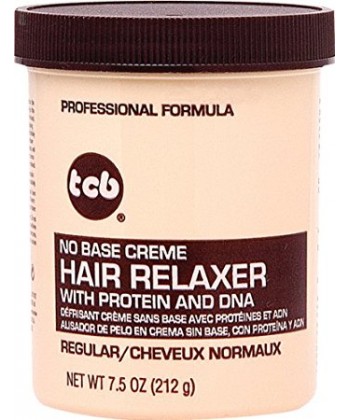 PROFESSIONAL FORMULA
tcb®
NO BASE CREME
HAIR RELAXER
WITH PROTEIN AND DNA
DÉFRISANT CRÈME SANS BASE AVEC PROTÉINES ET ADN
ALISADOR DE PELO EN CREMA SIN BASE, CON PROTEÍNA Y ADN
REGULAR/CHEVEUX NORMAUX
NET WT 7.5 OZ (212 g)